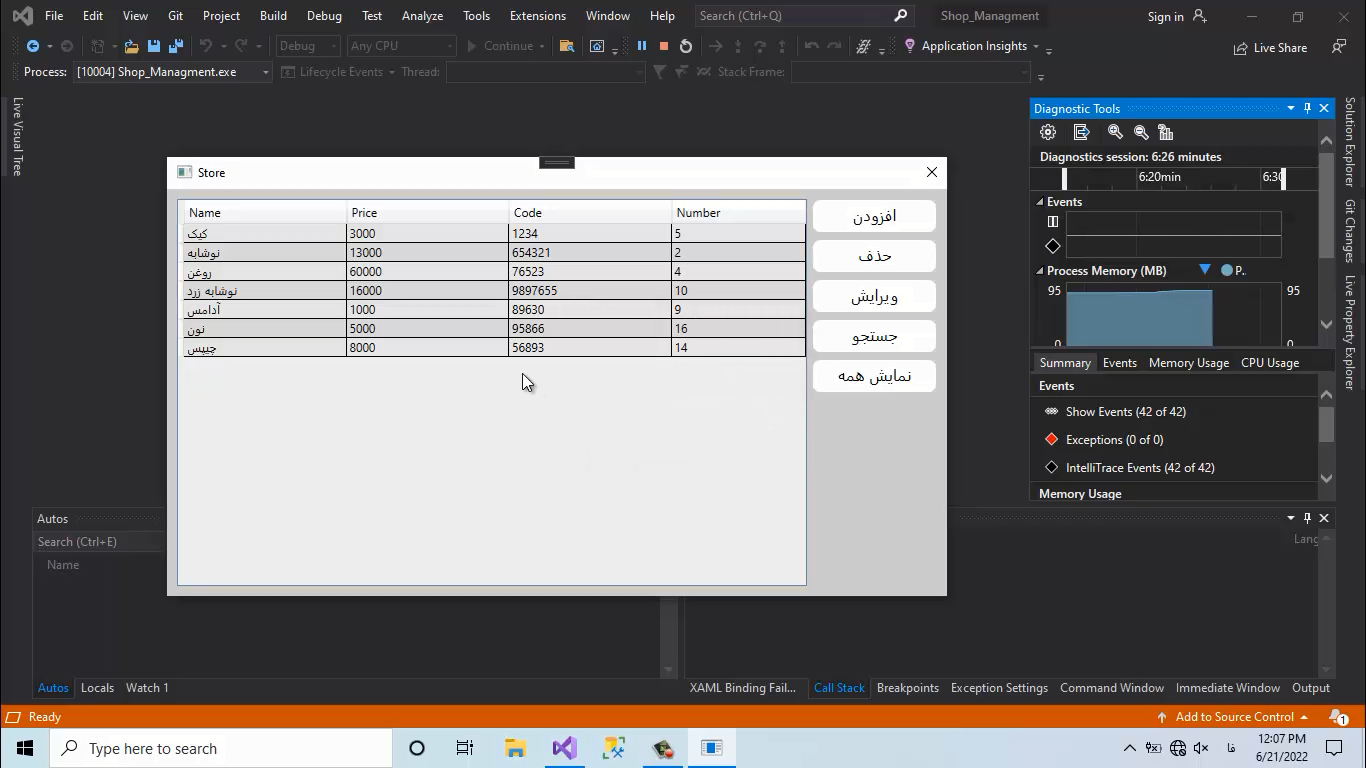 File Edit View Git Project Build Debug Test Analyze Tools Extensions Window Help Search (Ctrl+Q) Shop_Managment Sign in
Debug Any CPU Continue Application Insights Live Share
Process: [10004] Shop_Managment.exe Lifecycle Events Thread: Stack Frame:
Live Visual Tree
Store
Name Price Code Number
کیک 3000 1234 5
نوشابه 13000 654321 2
روغن 60000 76523 4
نوشابه زرد 16000 9897655 10
آدامس 1000 89630 9
نون 5000 95866 16
چیپس 8000 56893 14
افزودن
حذف
ویرایش
جستجو
نمایش همه
Diagnostic Tools
Diagnostics session: 6:26 minutes
6:20min 6:30
Events
Process Memory (MB) P..
95 95
0 0
Summary Events Memory Usage CPU Usage
Events
Show Events (42 of 42)
Exceptions (0 of 0)
IntelliTrace Events (42 of 42)
Memory Usage
Solution Explorer
Git Changes
Live Property Explorer
Autos
Search (Ctrl+E)
Name
Lang
Autos Locals Watch 1
XAML Binding Fail... Call Stack Breakpoints Exception Settings Command Window Immediate Window Output
Ready Add to Source Control 1
Type here to search
فا
12:07 PM
6/21/2022